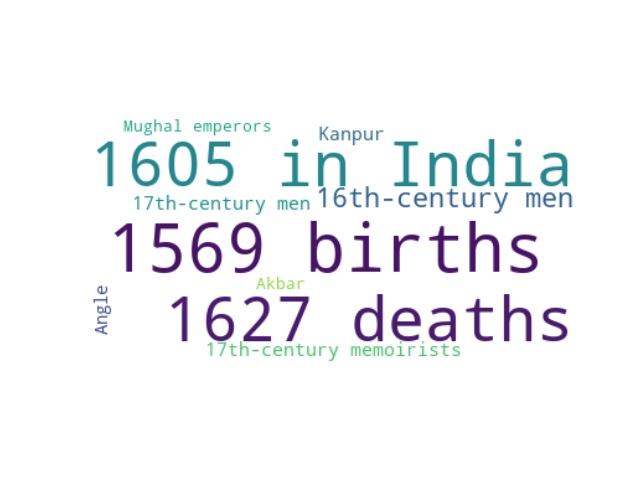 Mughal emperors
Kanpur
1605 in India
17th-century men
16th-century men
1569 births
Akbar
Angle
1627 deaths
17th-century memoirists